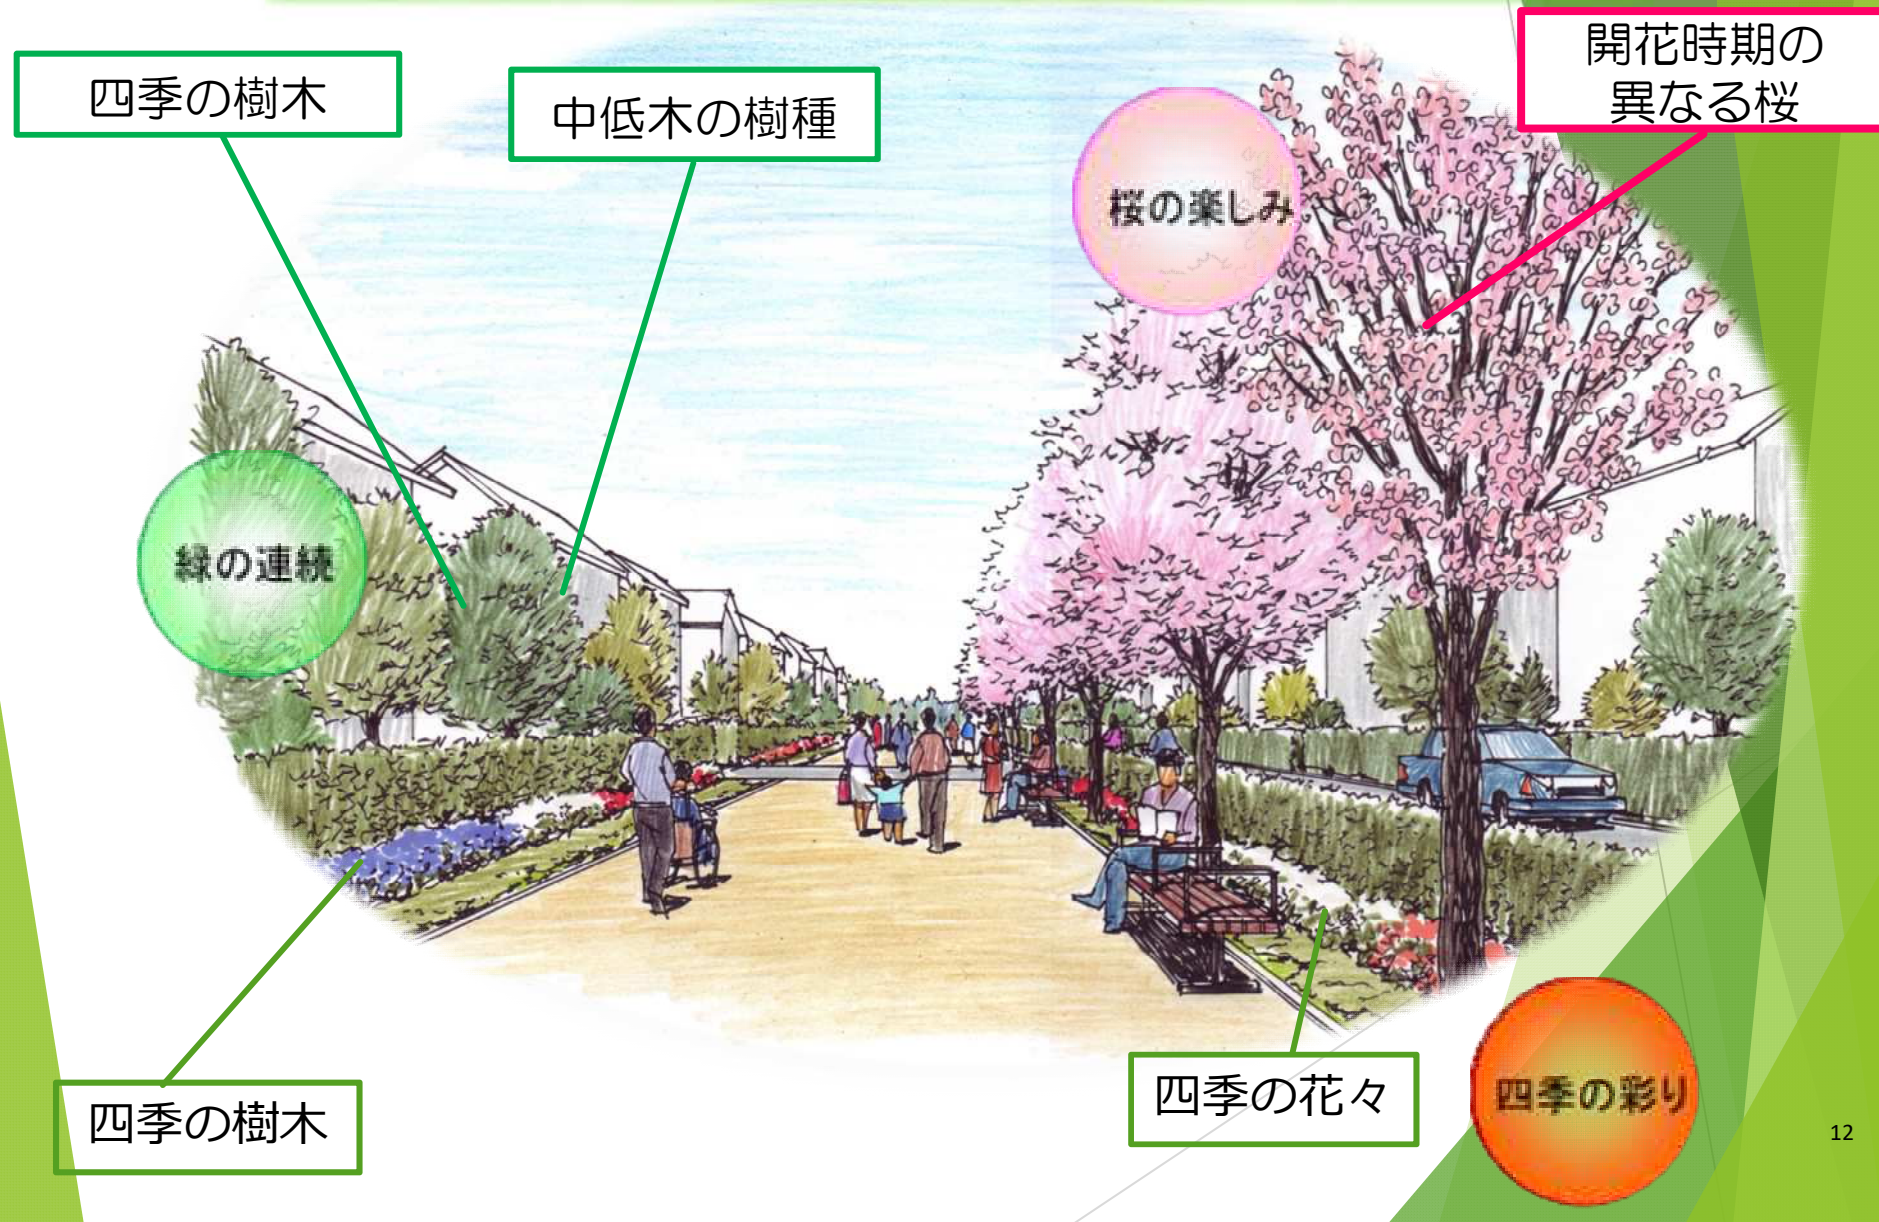 開花時期の
異なる桜
四季の樹木
中低木の樹種
桜の楽しみ
緑の連続
四季の樹木
四季の花々
四季の彩り
12